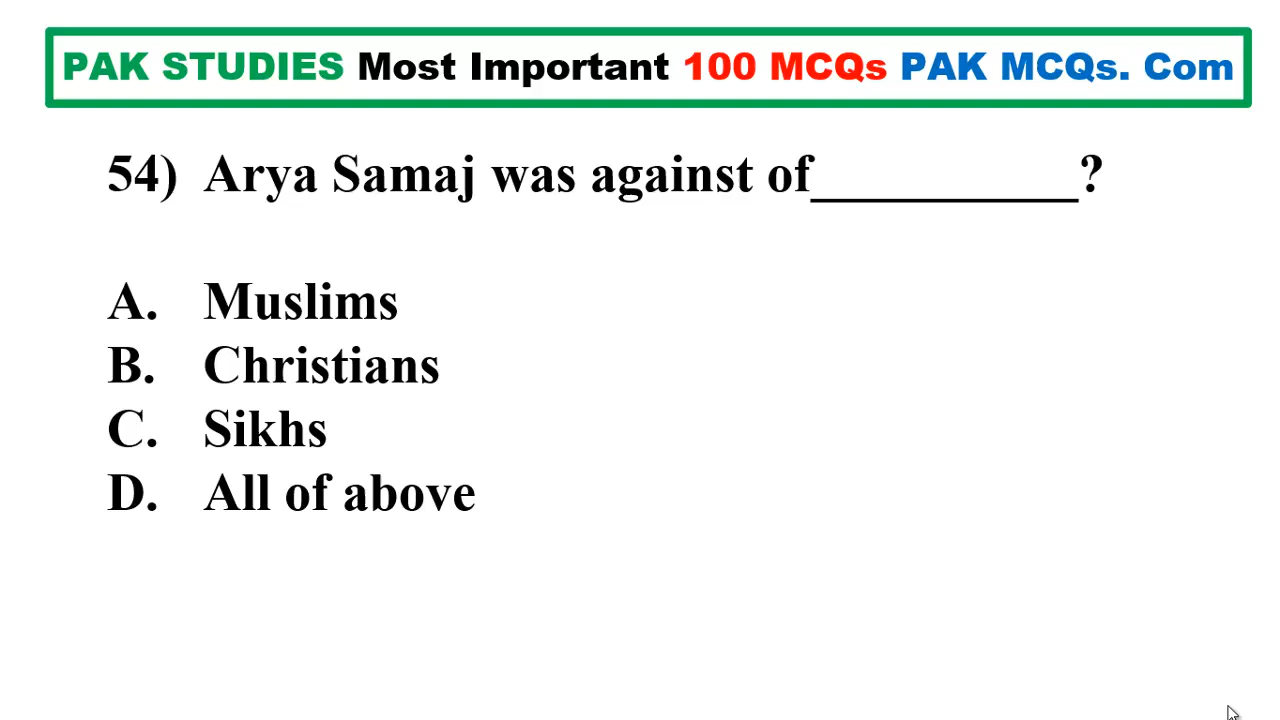 PAK STUDIES Most Important 100 MCQs PAK MCQs. Com
54) Arya Samaj was against of__________?
A. Muslims
B. Christians
C. Sikhs
D. All of above